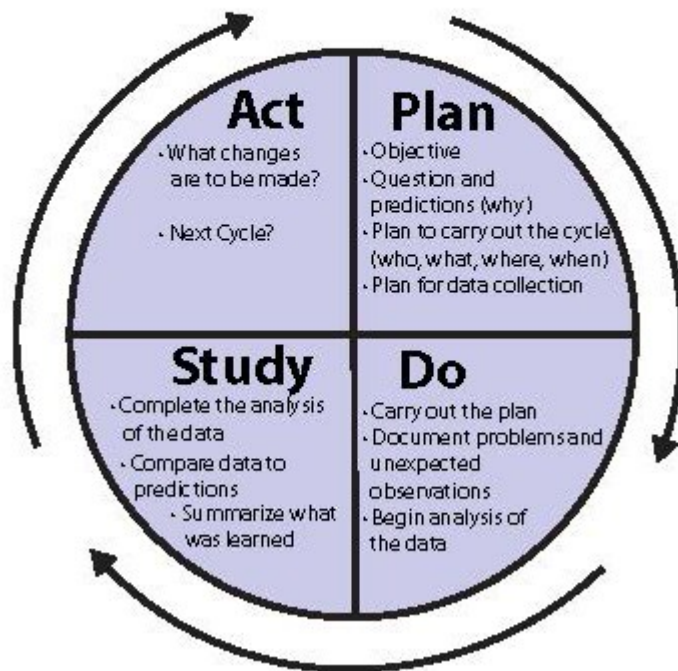 Act
· What changes
are to be made?
· Next Cycle?
Plan
· Objective
· Question and
predictions (why)
· Plan to carry out the cycle
(who, what, where, when)
· Plan for data collection
Study
· Complete the analysis
of the data
· Compare data to
predictions
· Summarize what
was learned
Do
· Carry out the plan
· Document problems and
unexpected
observations
· Begin analysis of
the data